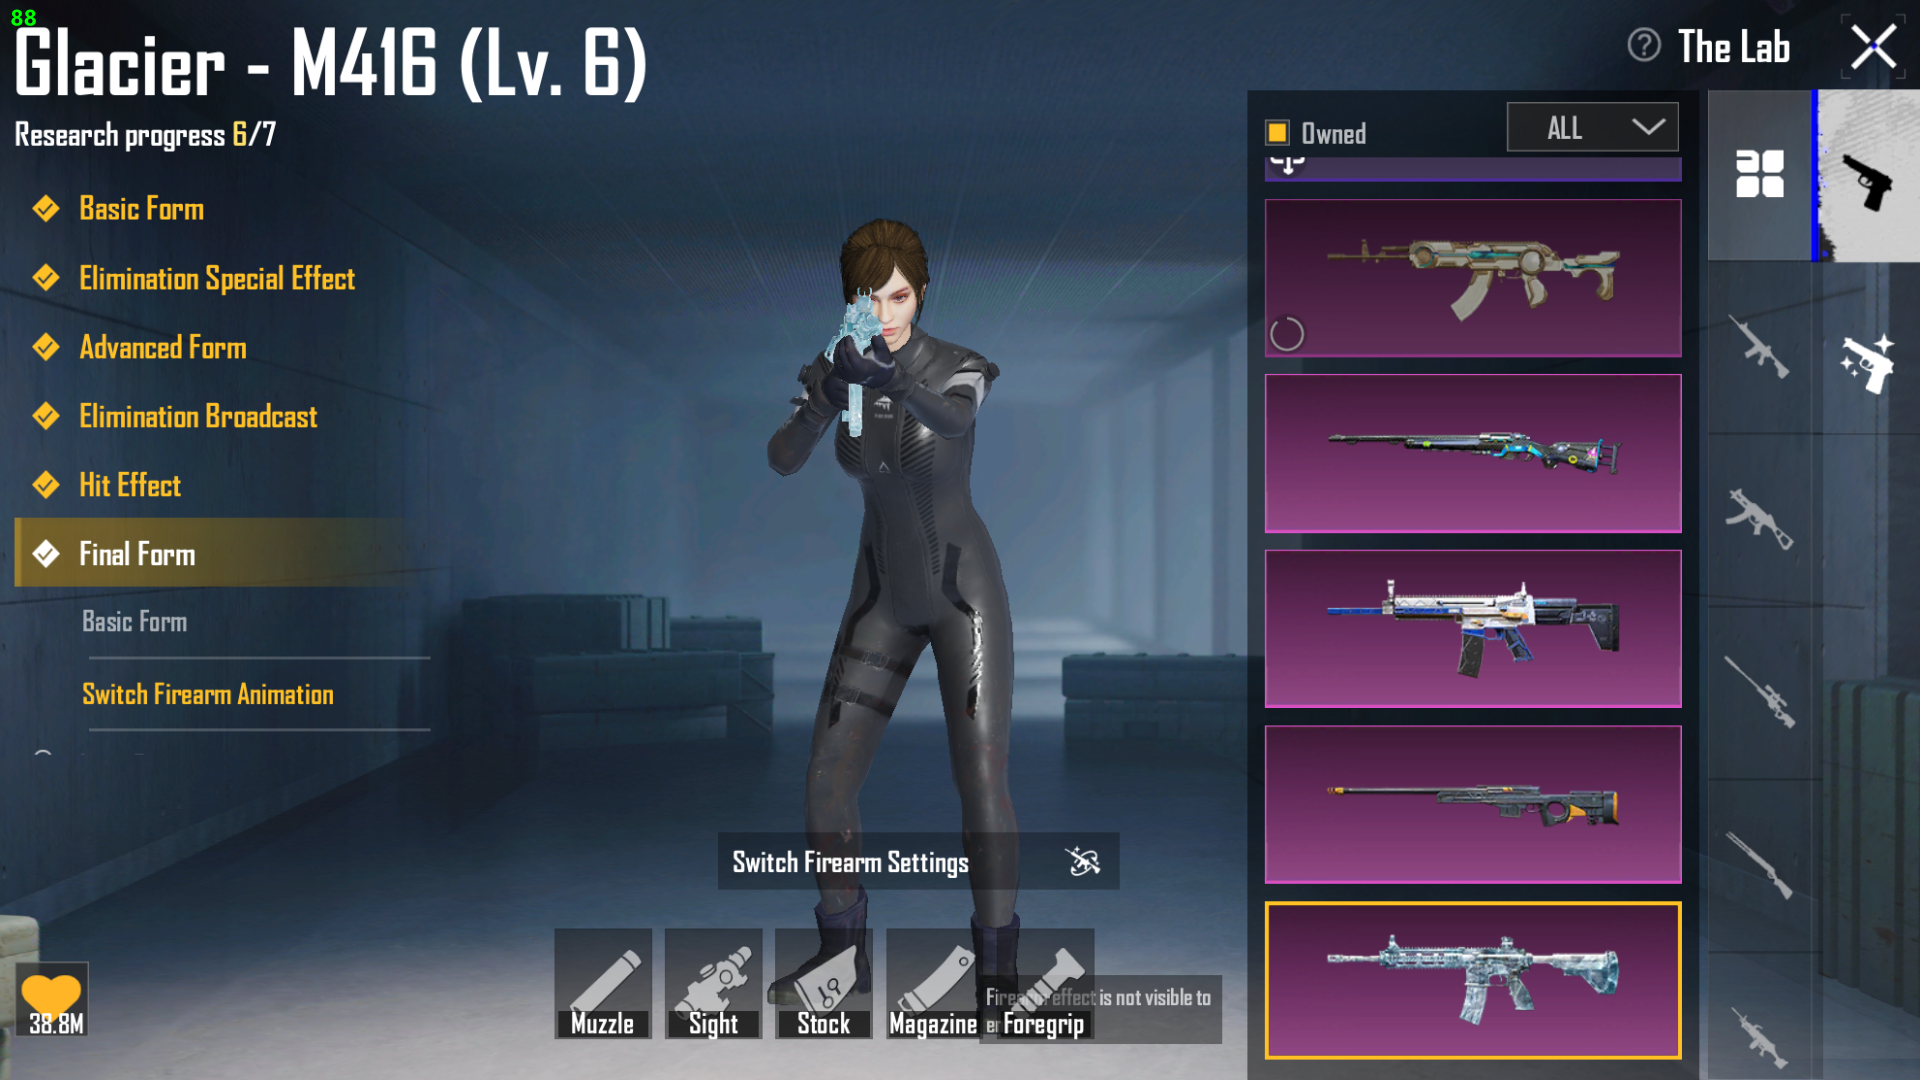 88
Glacier - M416 (Lv. 6)
Research progress 6/7
Basic Form
Elimination Special Effect
Advanced Form
Elimination Broadcast
Hit Effect
Final Form
Basic Form
Switch Firearm Animation
38.8M
Switch Firearm Settings
Muzzle
Sight
Stock
Magazine
Foregrip
Firearm effect is not visible to
The Lab
Owned
ALL